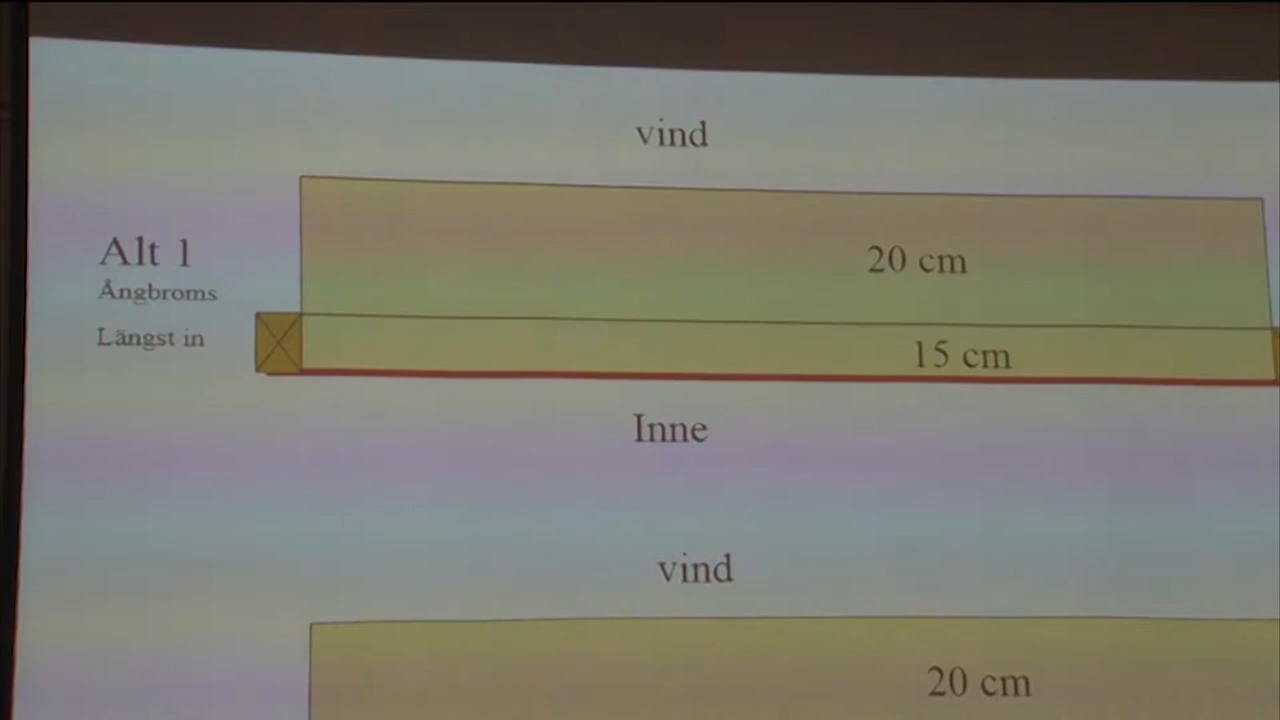 vind
Alt 1
Ångbroms
Längst in
20 cm
15 cm
Inne
vind
20 cm